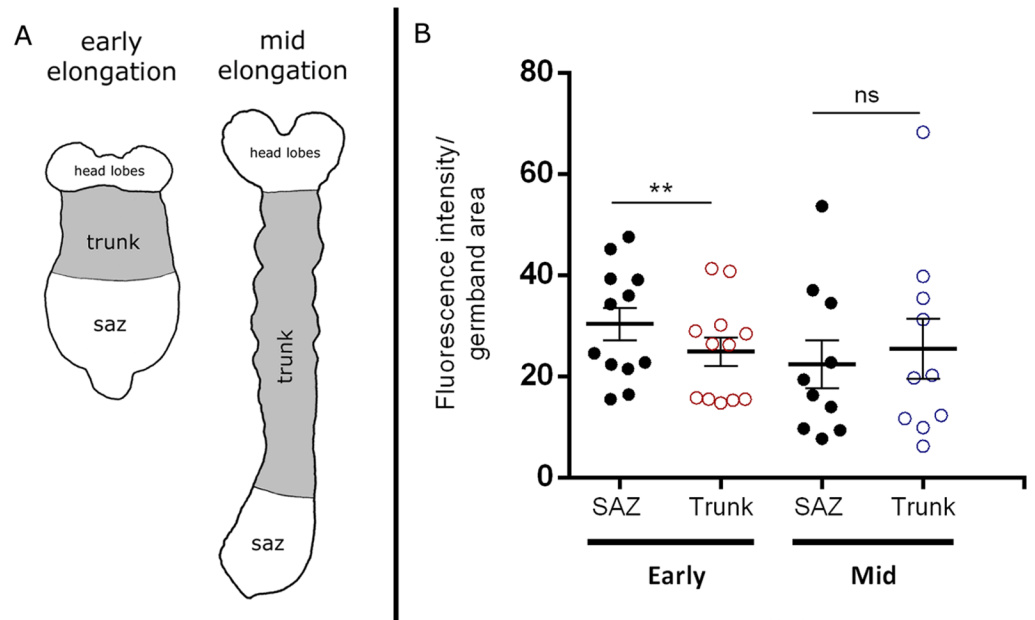 A
early
elongation
mid
elongation
head lobes
trunk
saz
head lobes
trunk
saz
B
Fluorescence intensity/
germband area
80
60
40
20
0
**
ns
SAZ
Trunk
SAZ
Trunk
Early
Mid